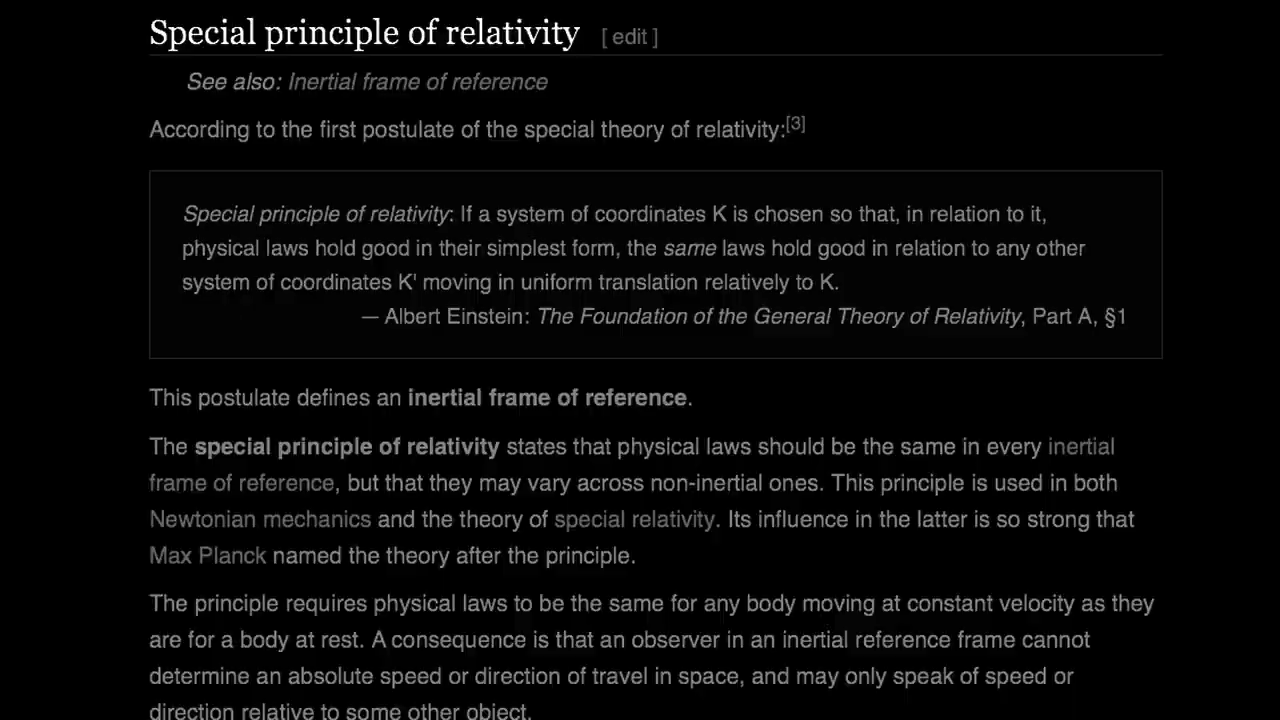 Special principle of relativity [ edit ]
See also: Inertial frame of reference
According to the first postulate of the special theory of relativity:[3]
Special principle of relativity: If a system of coordinates K is chosen so that, in relation to it,
physical laws hold good in their simplest form, the same laws hold good in relation to any other
system of coordinates K' moving in uniform translation relatively to K.
— Albert Einstein: The Foundation of the General Theory of Relativity, Part A, §1
This postulate defines an inertial frame of reference.
The special principle of relativity states that physical laws should be the same in every inertial
frame of reference, but that they may vary across non-inertial ones. This principle is used in both
Newtonian mechanics and the theory of special relativity. Its influence in the latter is so strong that
Max Planck named the theory after the principle.
The principle requires physical laws to be the same for any body moving at constant velocity as they
are for a body at rest. A consequence is that an observer in an inertial reference frame cannot
determine an absolute speed or direction of travel in space, and may only speak of speed or
direction relative to some other object.